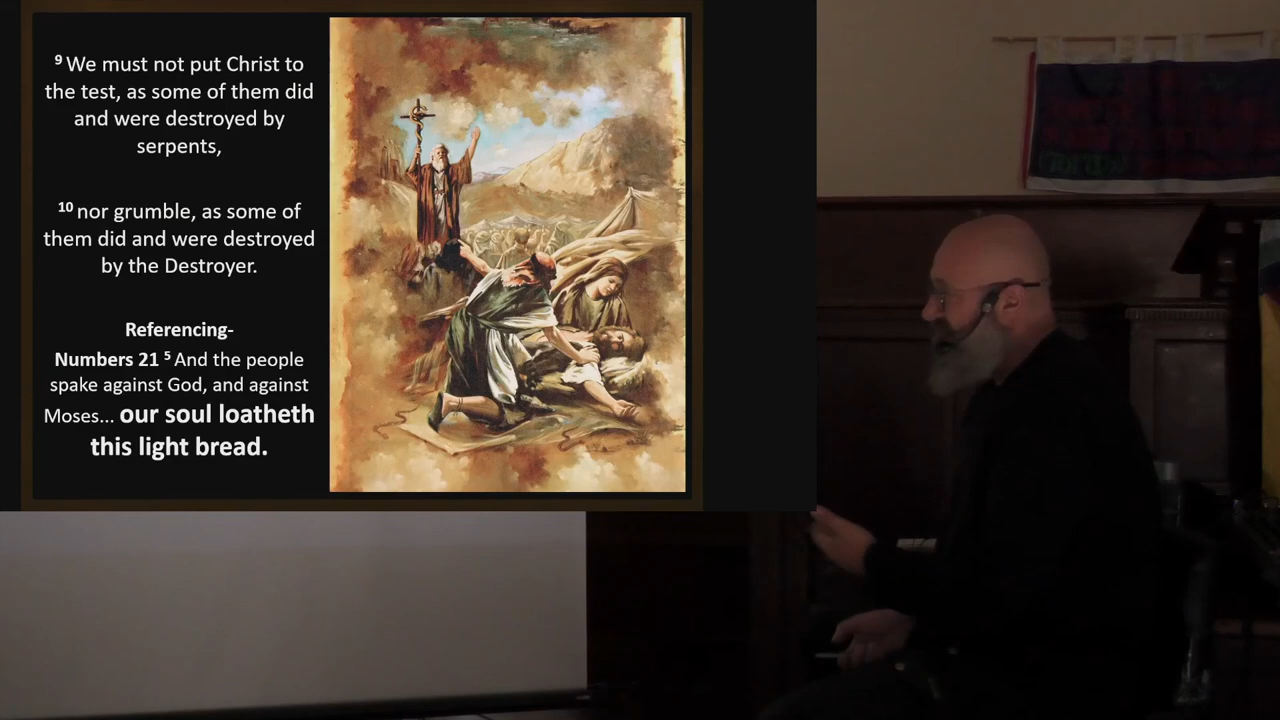 ⁹ We must not put Christ to
the test, as some of them did
and were destroyed by
serpents,
¹⁰ nor grumble, as some of
them did and were destroyed
by the Destroyer.
Referencing-
Numbers 21 ⁵ And the people
spake against God, and against
Moses... our soul loatheth
this light bread.